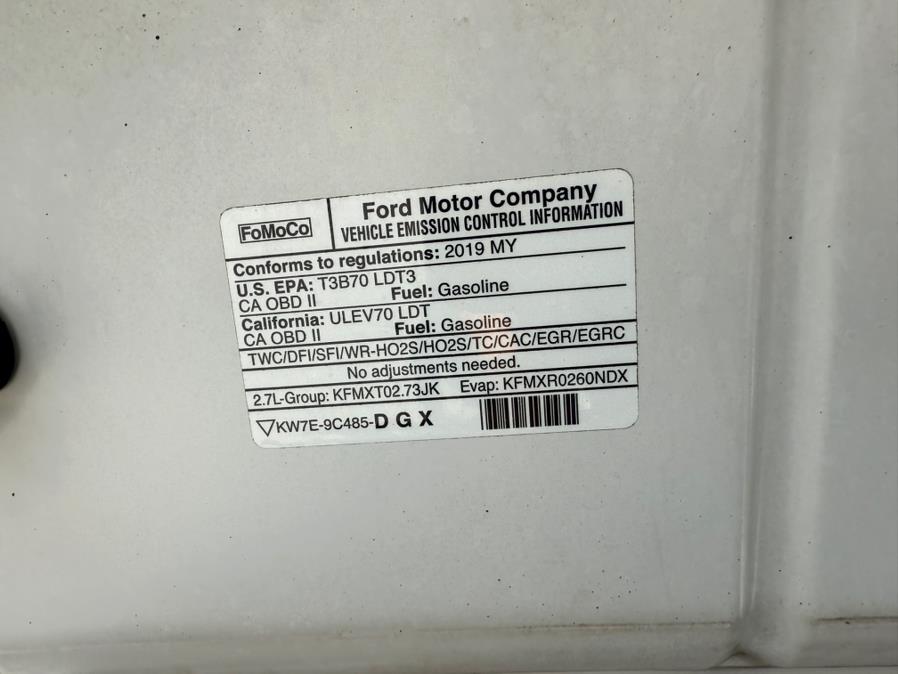 FoMoCo
Ford Motor Company
VEHICLE EMISSION CONTROL INFORMATION
Conforms to regulations: 2019 MY
U.S. EPA: T3B70 LDT3
CA OBD II Fuel: Gasoline
California: ULEV70 LDT
CA OBD II Fuel: Gasoline
TWC/DFI/SFI/WR-HO2S/HO2S/TC/CAC/EGR/EGRC
No adjustments needed.
2.7L-Group: KFMXT02.73JK Evap: KFMXR0260NDX
KW7E-9C485-D G X